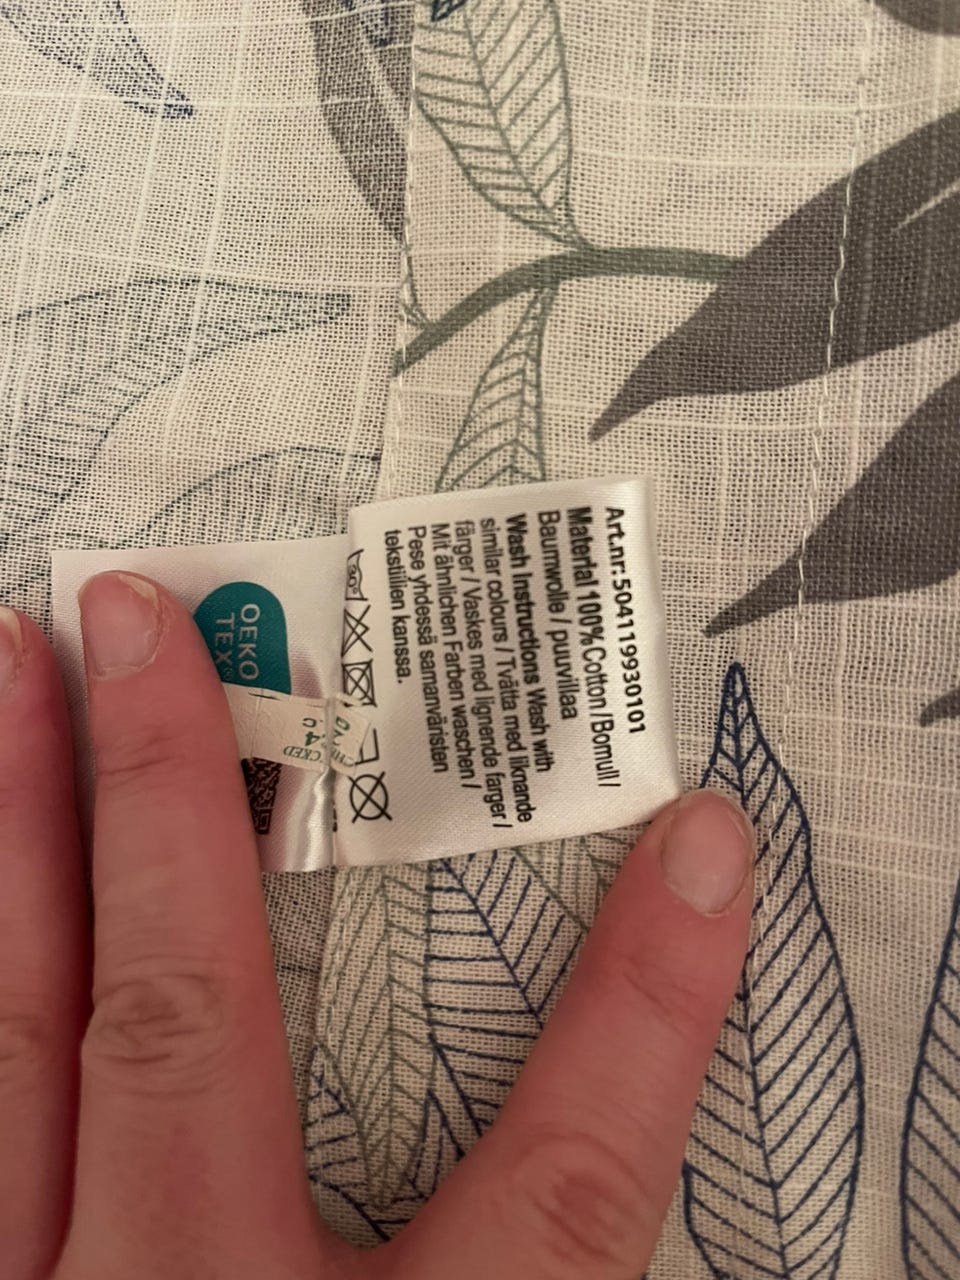 Art.nr:504119930101
Material 100% Cotton / Bomull /
Baumwolle / puuvillaa
Wash Instructions Wash with
similar colours / Tvätta med liknande
färger / Vaskes med lignende farger /
Mit ähnlichen Farben waschen /
Pese yhdessä samanväristen
tekstiilien kanssa.
30°
OEKO
TEX®